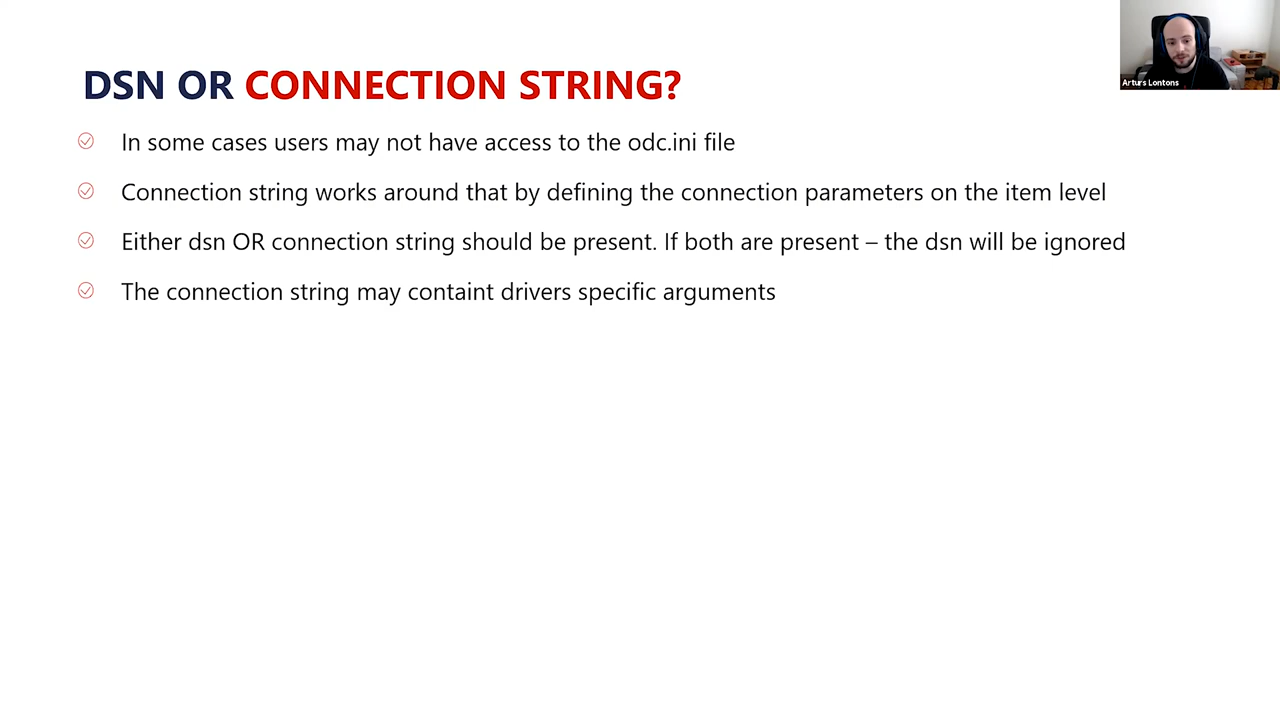 Arturs Lontons
DSN OR CONNECTION STRING?
In some cases users may not have access to the odc.ini file
Connection string works around that by defining the connection parameters on the item level
Either dsn OR connection string should be present. If both are present – the dsn will be ignored
The connection string may containt drivers specific arguments